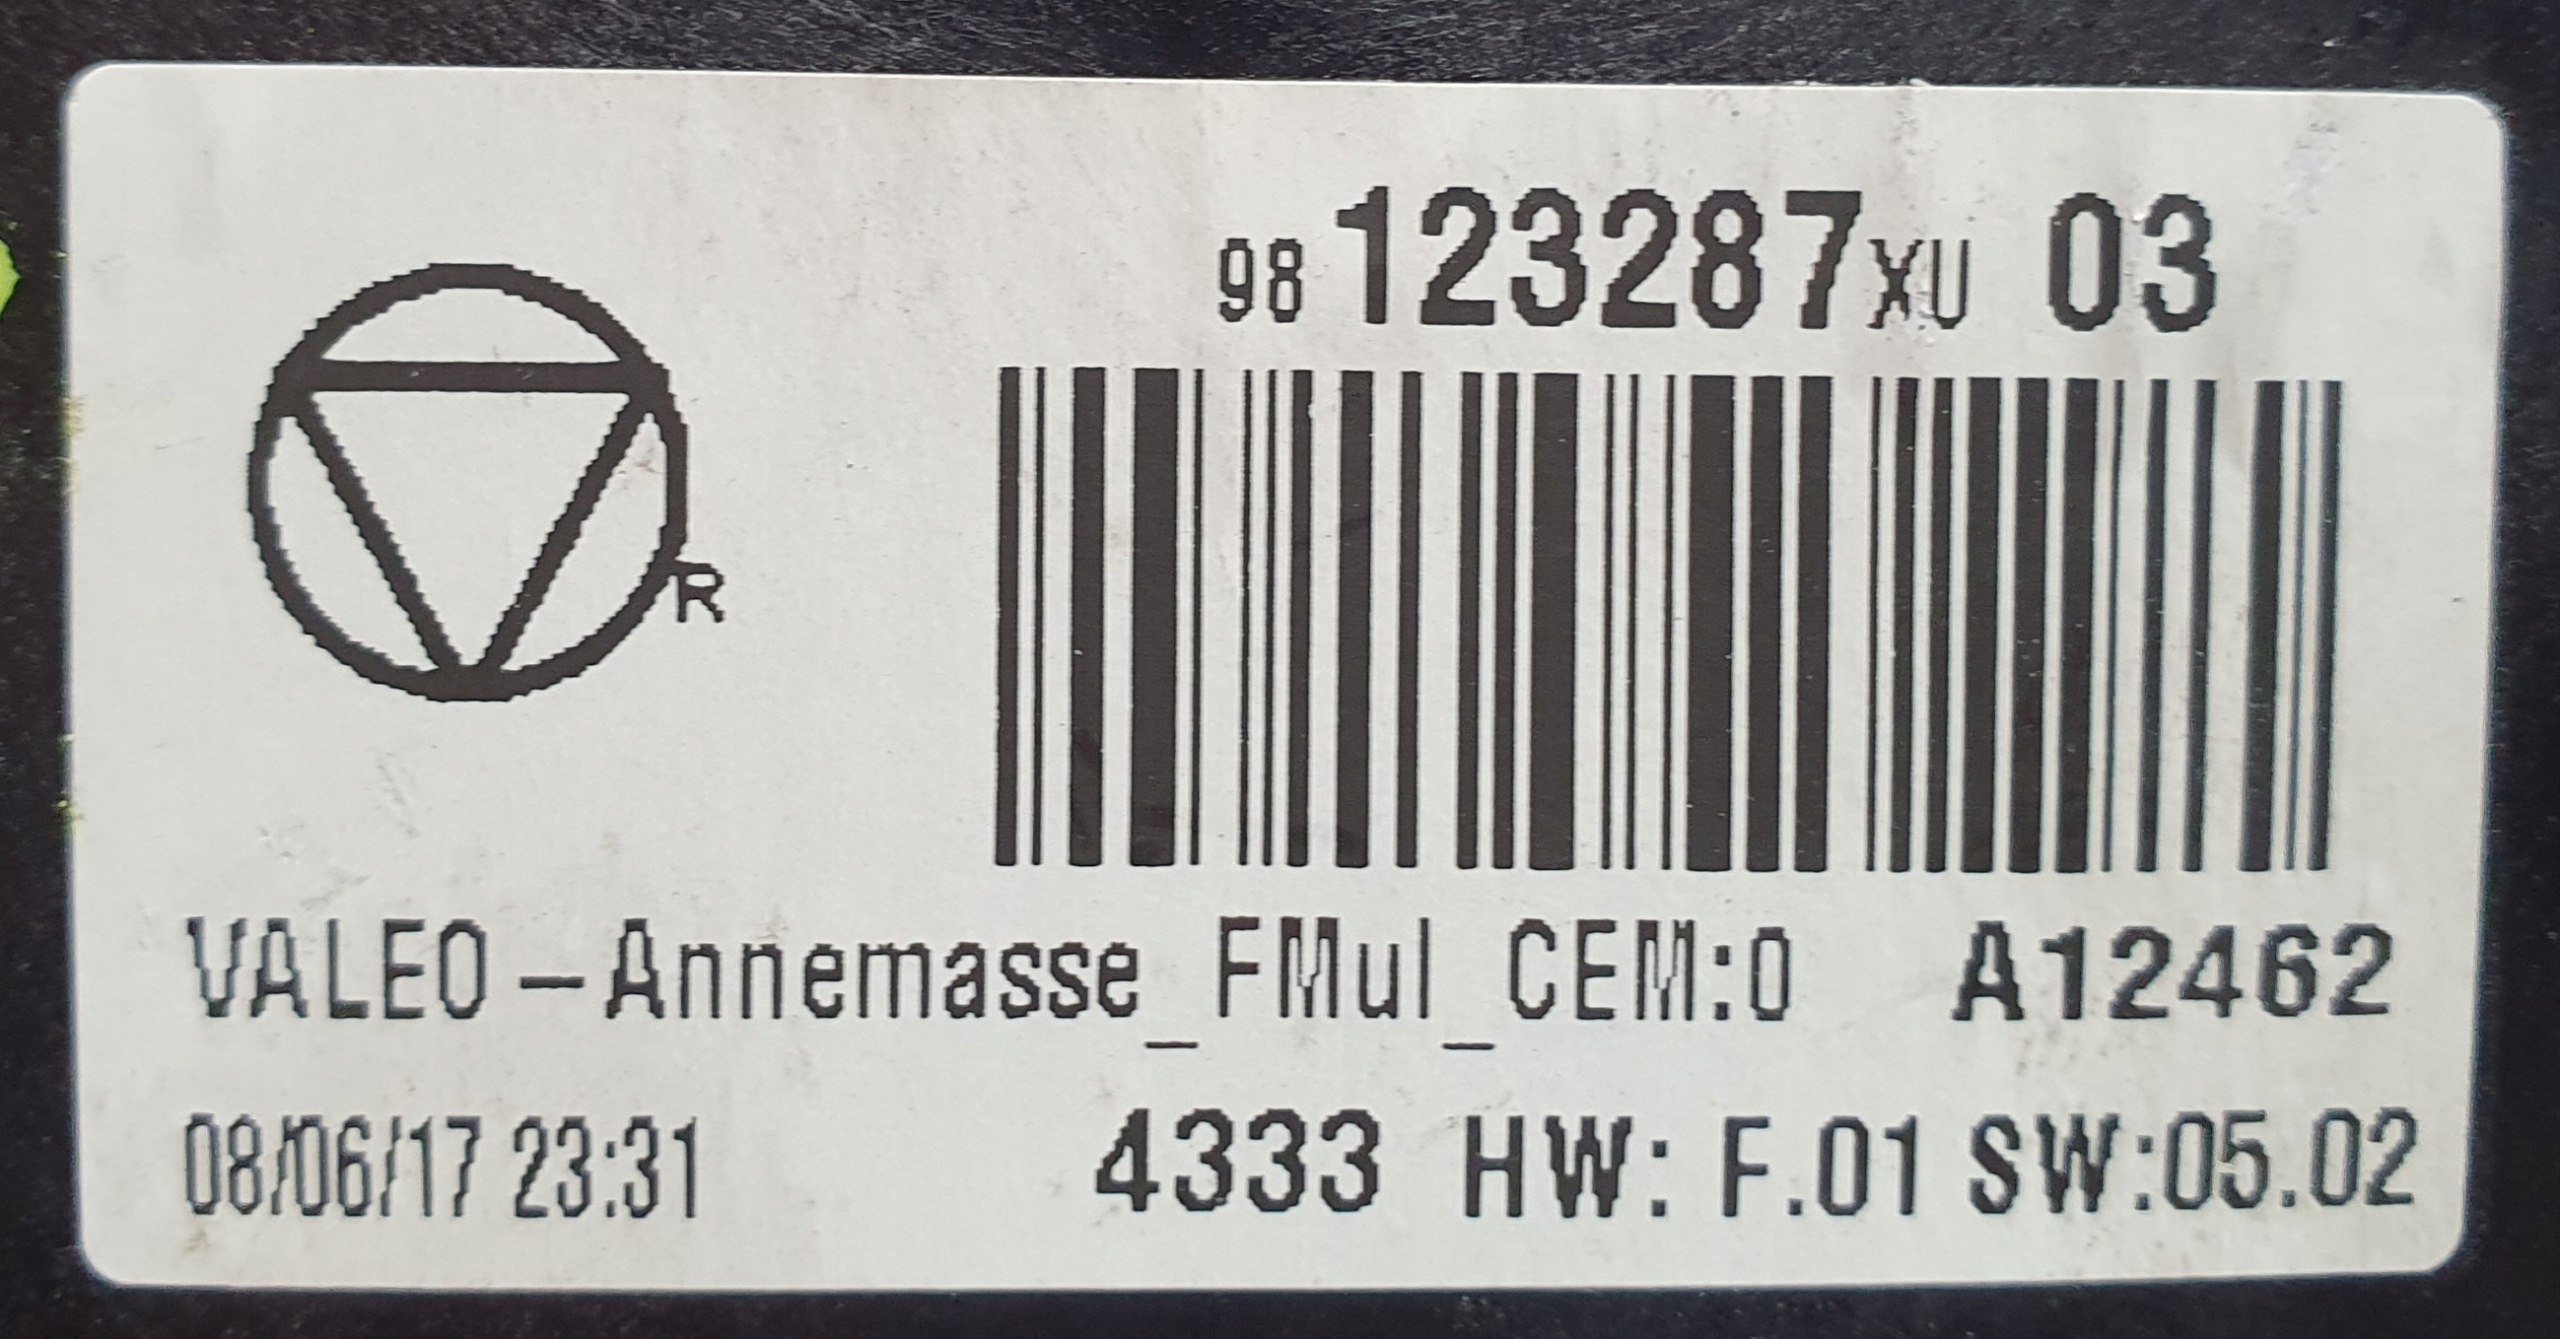 98 123287 XU 03
R
VALEO-Annemasse_FMul_CEM:0 A12462
08/06/17 23:31 4333 HW: F.01 SW:05.02